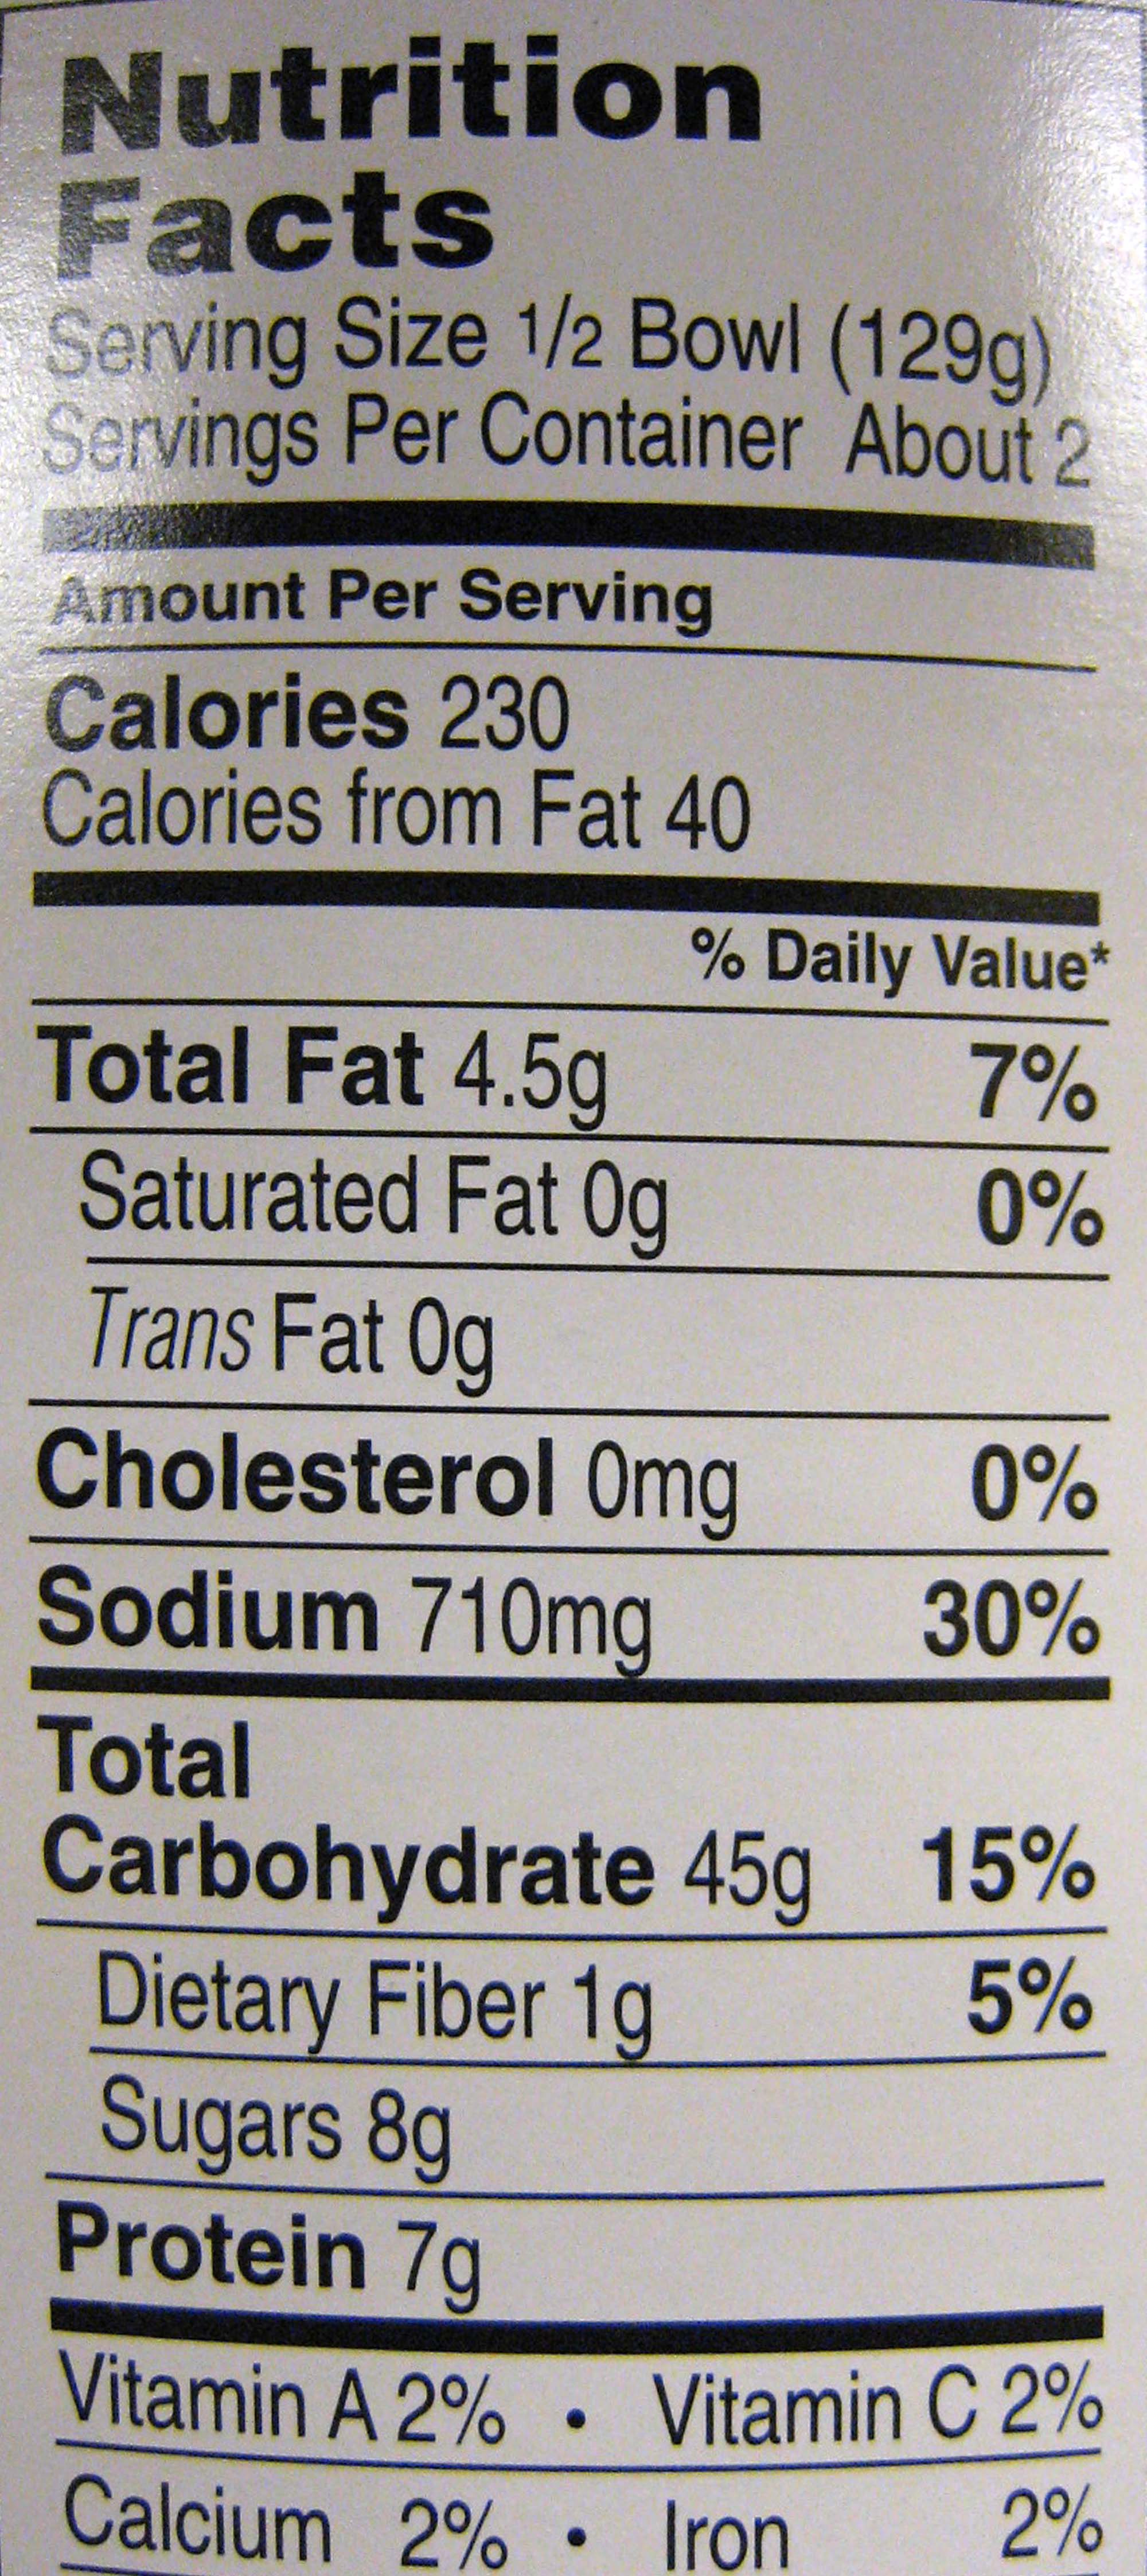 Nutrition
Facts
Serving Size 1/2 Bowl (129g)
Servings Per Container About 2
Amount Per Serving
Calories 230
Calories from Fat 40
% Daily Value*
Total Fat 4.5g 7%
Saturated Fat 0g 0%
Trans Fat 0g
Cholesterol 0mg 0%
Sodium 710mg 30%
Total
Carbohydrate 45g 15%
Dietary Fiber 1g 5%
Sugars 8g
Protein 7g
Vitamin A 2% • Vitamin C 2%
Calcium 2% • Iron 2%